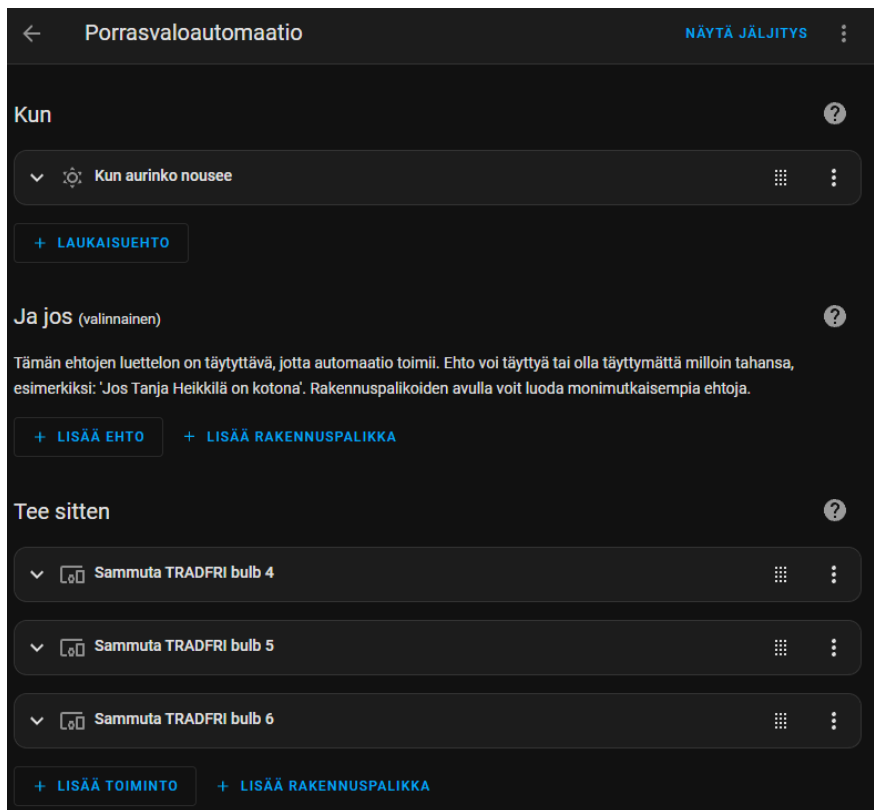 Porrasvaloautomaatio
NÄYTÄ JÄLJITYS
Kun
Kun aurinko nousee
+ LAUKAISUEHTO
Ja jos (valinnainen)
Tämän ehtojen luettelon on täytyttävä, jotta automaatio toimii. Ehto voi täyttyä tai olla täyttymättä milloin tahansa,
esimerkiksi: 'Jos Tanja Heikkilä on kotona'. Rakennuspalikoiden avulla voit luoda monimutkaisempia ehtoja.
+ LISÄÄ EHTO + LISÄÄ RAKENNUSPALIKKA
Tee sitten
Sammuta TRADFRI bulb 4
Sammuta TRADFRI bulb 5
Sammuta TRADFRI bulb 6
+ LISÄÄ TOIMINTO + LISÄÄ RAKENNUSPALIKKA